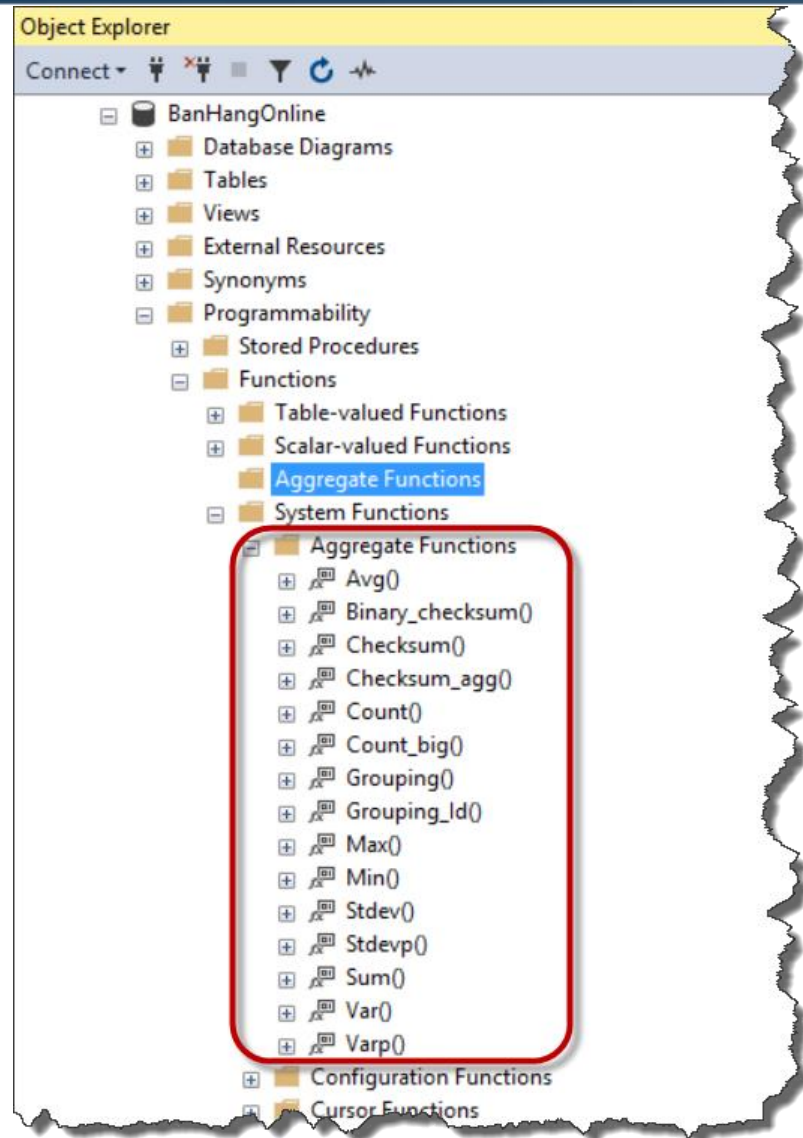 Object Explorer
Connect
BanHangOnline
Database Diagrams
Tables
Views
External Resources
Synonyms
Programmability
Stored Procedures
Functions
Table-valued Functions
Scalar-valued Functions
Aggregate Functions
System Functions
Aggregate Functions
Avg()
Binary_checksum()
Checksum()
Checksum_agg()
Count()
Count_big()
Grouping()
Grouping_Id()
Max()
Min()
Stdev()
Stdevp()
Sum()
Var()
Varp()
Configuration Functions
Cursor Functions